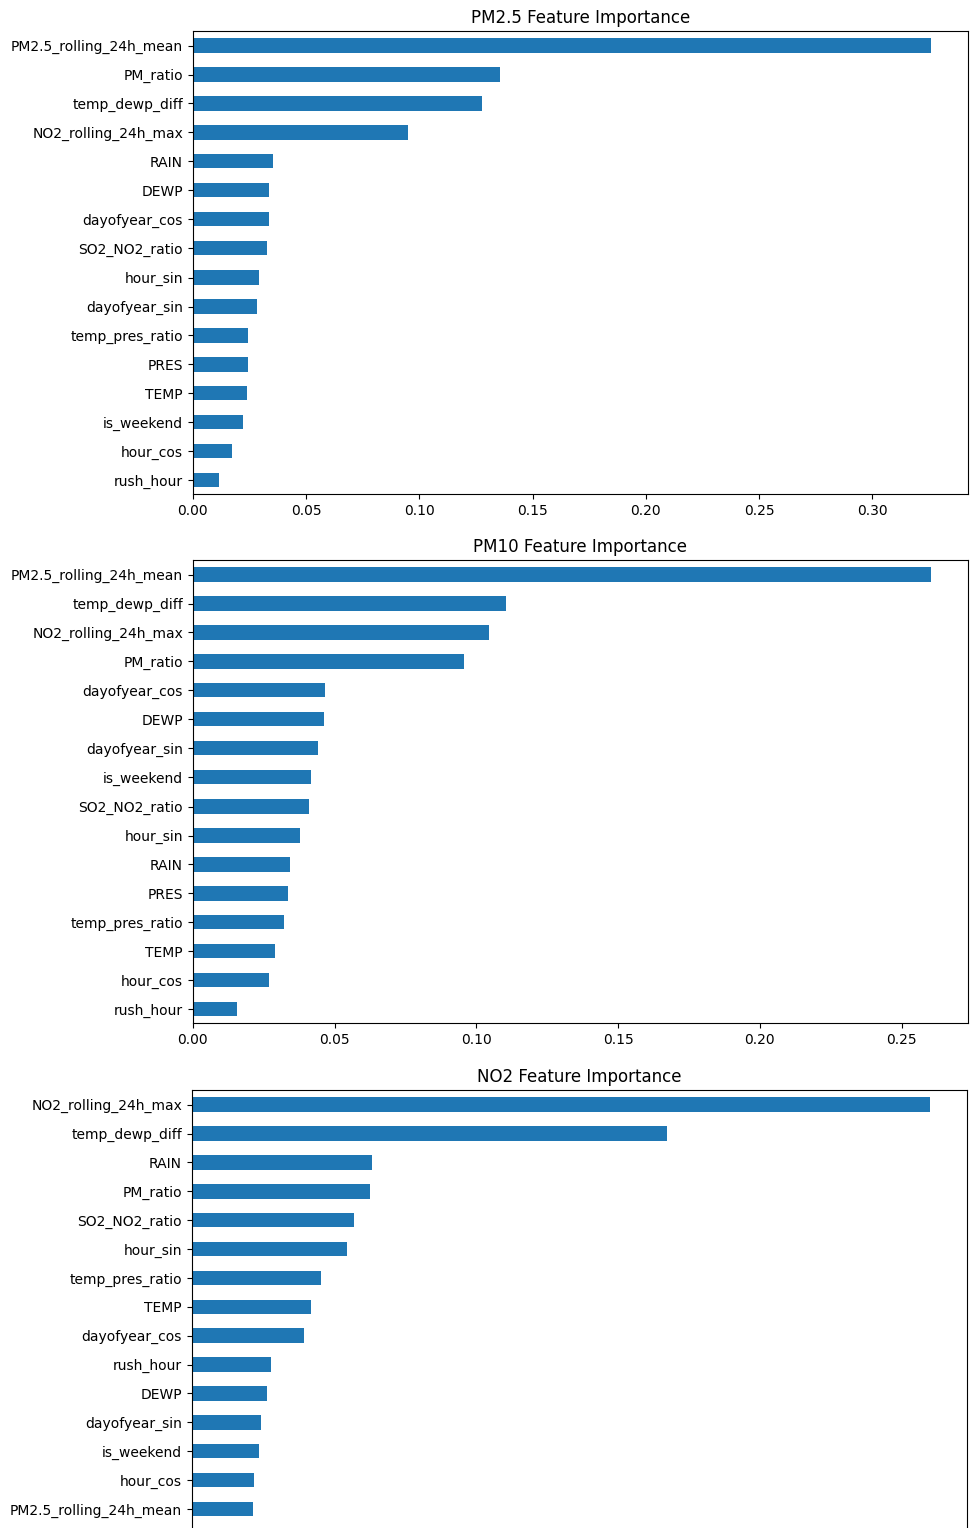 PM2.5 Feature Importance
PM2.5_rolling_24h_mean
PM_ratio
temp_dewp_diff
NO2_rolling_24h_max
RAIN
DEWP
dayofyear_cos
SO2_NO2_ratio
hour_sin
dayofyear_sin
temp_pres_ratio
PRES
TEMP
is_weekend
hour_cos
rush_hour
0.00 0.05 0.10 0.15 0.20 0.25 0.30
PM10 Feature Importance
PM2.5_rolling_24h_mean
temp_dewp_diff
NO2_rolling_24h_max
PM_ratio
dayofyear_cos
DEWP
dayofyear_sin
is_weekend
SO2_NO2_ratio
hour_sin
RAIN
PRES
temp_pres_ratio
TEMP
hour_cos
rush_hour
0.00 0.05 0.10 0.15 0.20 0.25
NO2 Feature Importance
NO2_rolling_24h_max
temp_dewp_diff
RAIN
PM_ratio
SO2_NO2_ratio
hour_sin
temp_pres_ratio
TEMP
dayofyear_cos
rush_hour
DEWP
dayofyear_sin
is_weekend
hour_cos
PM2.5_rolling_24h_mean